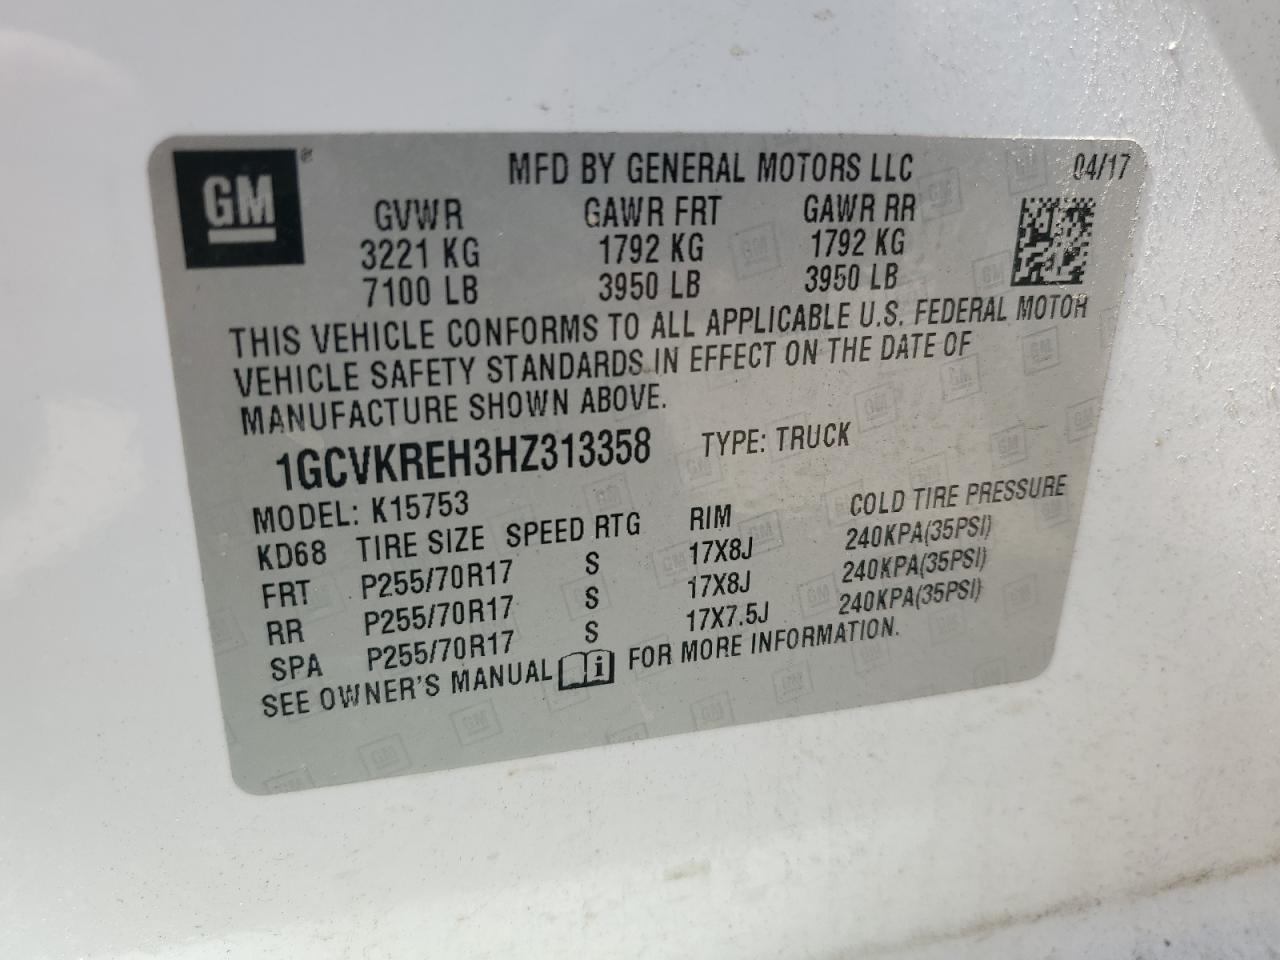 GM
MFD BY GENERAL MOTORS LLC 04/17
GVWR GAWR FRT GAWR RR
3221 KG 1792 KG 1792 KG
7100 LB 3950 LB 3950 LB
THIS VEHICLE CONFORMS TO ALL APPLICABLE U.S. FEDERAL MOTOR
VEHICLE SAFETY STANDARDS IN EFFECT ON THE DATE OF
MANUFACTURE SHOWN ABOVE.
1GCVKREH3HZ313358 TYPE: TRUCK
MODEL: K15753
KD68 TIRE SIZE SPEED RTG RIM COLD TIRE PRESSURE
FRT P255/70R17 S 17X8J 240KPA(35PSI)
RR P255/70R17 S 17X8J 240KPA(35PSI)
SPA P255/70R17 S 17X7.5J 240KPA(35PSI)
SEE OWNER'S MANUAL i FOR MORE INFORMATION.